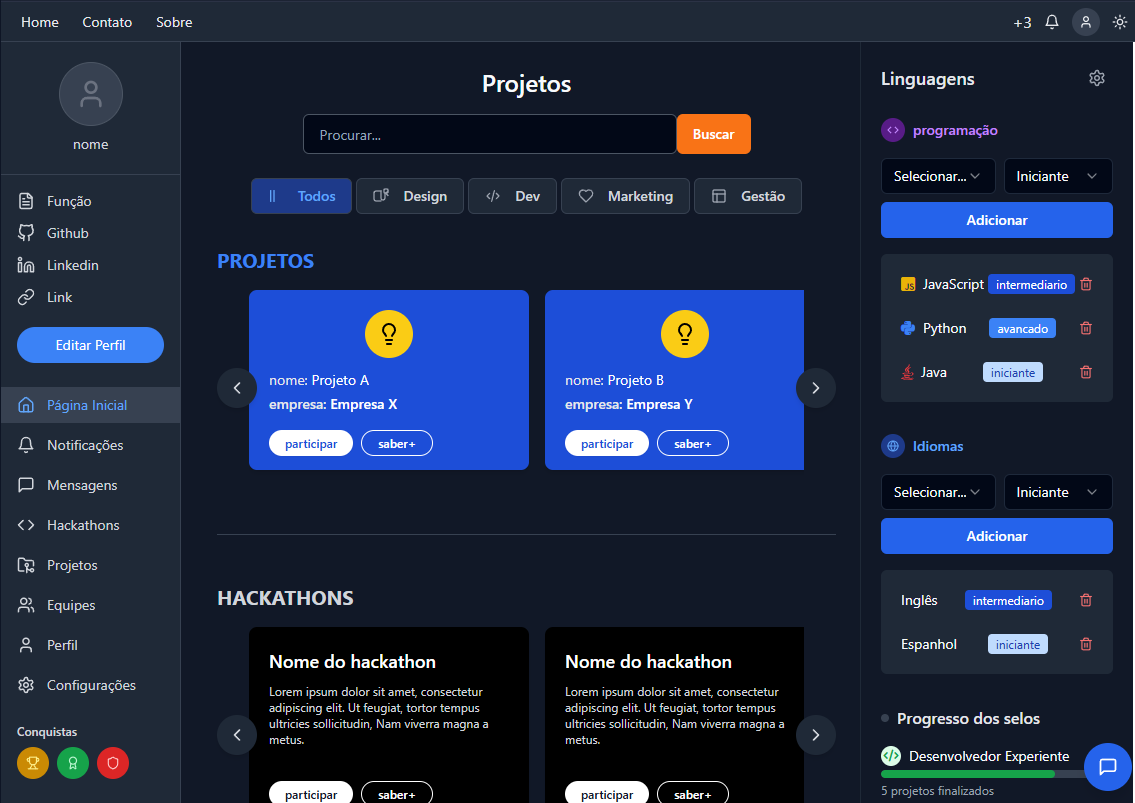 Home Contato Sobre +3
nome
Função
Github
Linkedin
Link
Editar Perfil
Página Inicial
Notificações
Mensagens
Hackathons
Projetos
Equipes
Perfil
Configurações
Conquistas
Projetos
Procurar... Buscar
Todos Design Dev Marketing Gestão
PROJETOS
nome: Projeto A
empresa: Empresa X
participar saber+
nome: Projeto B
empresa: Empresa Y
participar saber+
HACKATHONS
Nome do hackathon
Lorem ipsum dolor sit amet, consectetur
adipiscing elit. Ut feugiat, tortor tempus
ultricies sollicitudin, Nam viverra magna a
metus.
participar saber+
Nome do hackathon
Lorem ipsum dolor sit amet, consectetur
adipiscing elit. Ut feugiat, tortor tempus
ultricies sollicitudin, Nam viverra magna a
metus.
participar saber+
Linguagens
programação
Selecionar... Iniciante
Adicionar
JS JavaScript intermediario
Python avancado
Java iniciante
Idiomas
Selecionar... Iniciante
Adicionar
Inglês intermediario
Espanhol iniciante
Progresso dos selos
Desenvolvedor Experiente
5 projetos finalizados